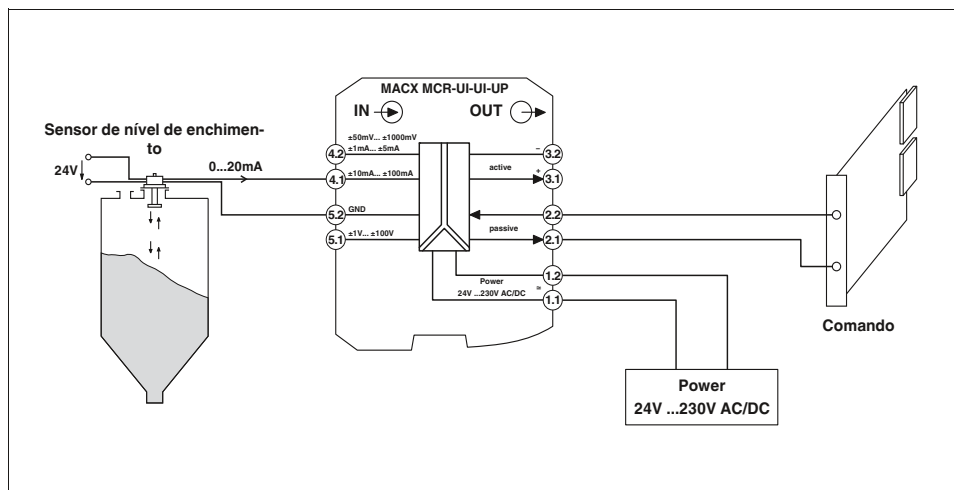 MACX MCR-UI-UI-UP
IN
OUT
Sensor de nível de enchimen-
to
24V
0...20mA
±50mV... ±1000mV
±1mA... ±5mA
4.2
4.1
±10mA... ±100mA
5.2
GND
5.1
±1V... ±100V
–
3.2
active
+
3.1
2.2
passive
2.1
Power
24V ...230V AC/DC
1.2
≅
1.1
Comando
Power
24V ...230V AC/DC